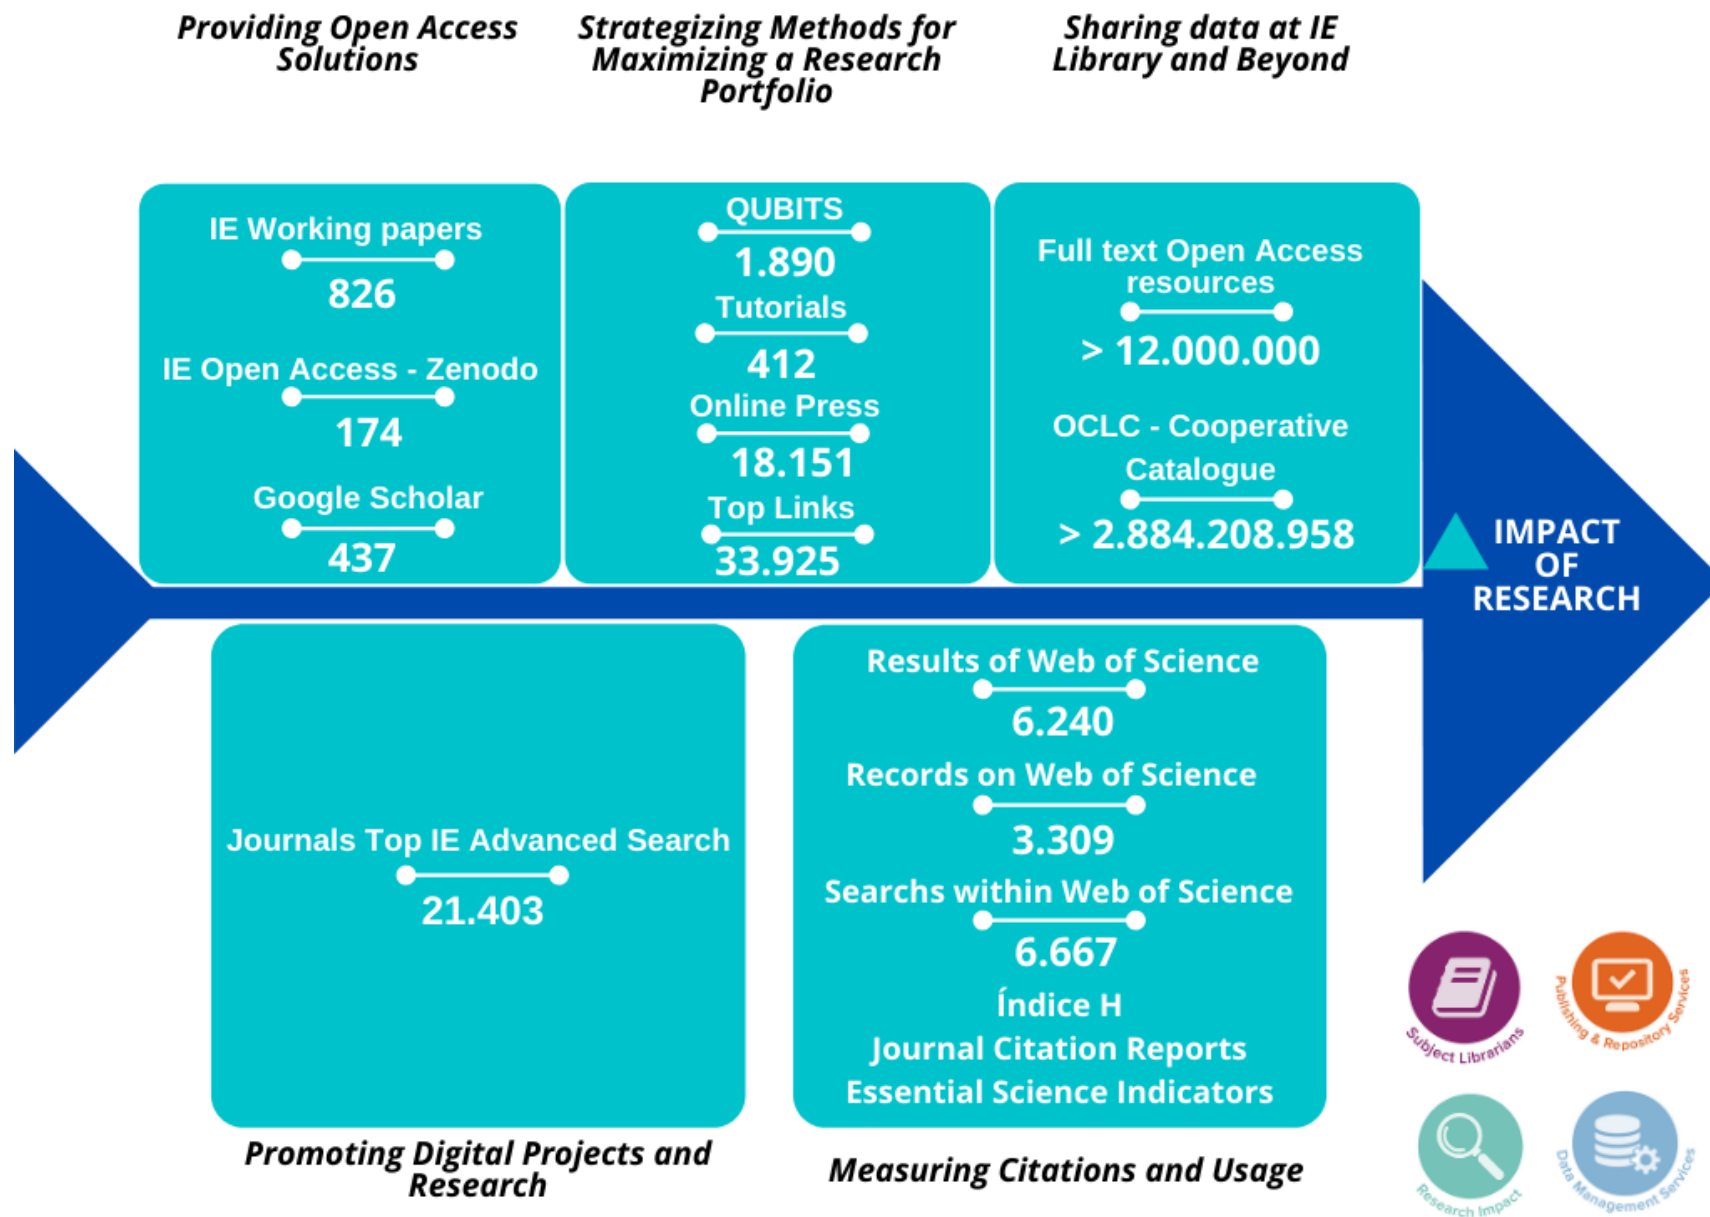 Providing Open Access
Solutions
Strategizing Methods for
Maximizing a Research
Portfolio
Sharing data at IE
Library and Beyond
IE Working papers
826
IE Open Access - Zenodo
174
Google Scholar
437
QUBITS
1.890
Tutorials
412
Online Press
18.151
Top Links
33.925
Full text Open Access
resources
> 12.000.000
OCLC - Cooperative
Catalogue
> 2.884.208.958
IMPACT
OF
RESEARCH
Journals Top IE Advanced Search
21.403
Promoting Digital Projects and
Research
Results of Web of Science
6.240
Records on Web of Science
3.309
Searchs within Web of Science
6.667
Índice H
Journal Citation Reports
Essential Science Indicators
Measuring Citations and Usage
Subject Librarians
Publishing & Repository Services
Research Impact
Data Management Services